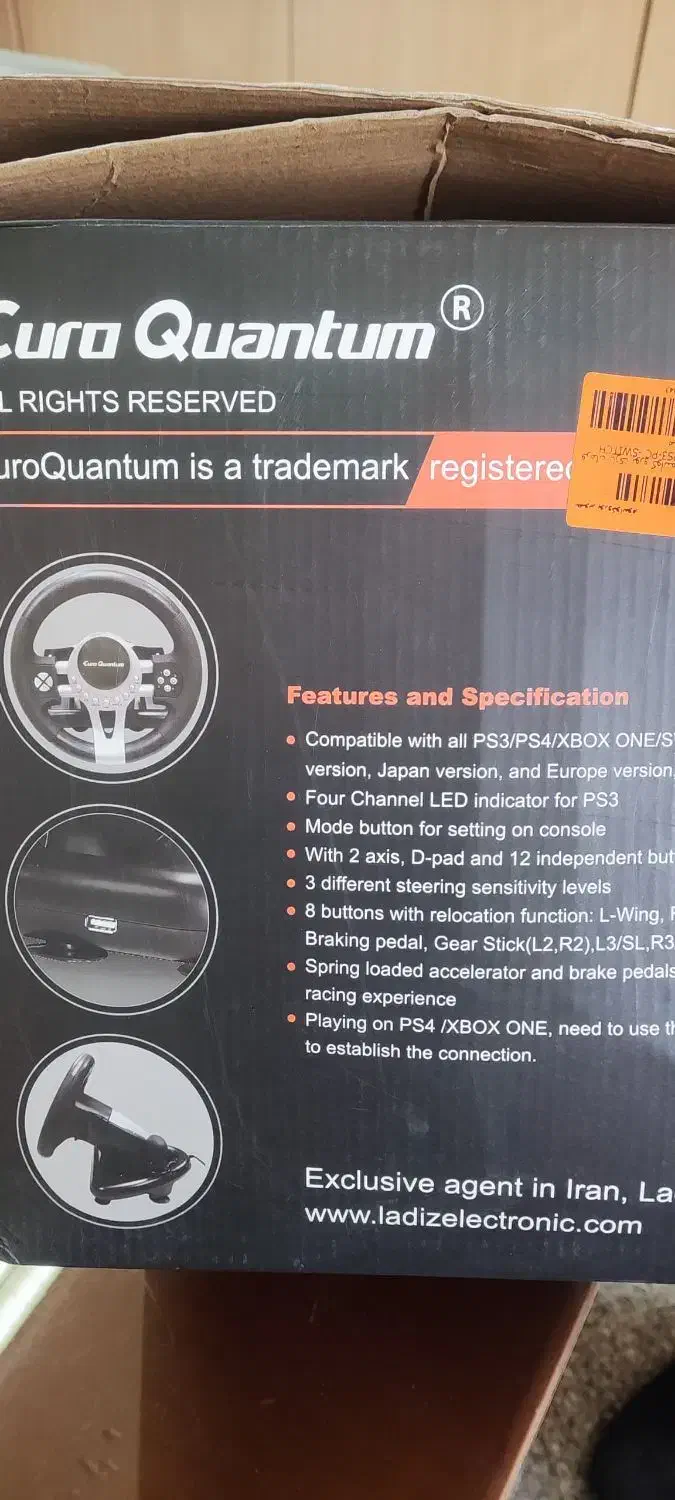 Euro Quantum®
L RIGHTS RESERVED
uroQuantum is a trademark registered
Euro Quantum
Features and Specification
Compatible with all PS3/PS4/XBOX ONE/S
version, Japan version, and Europe version,
Four Channel LED indicator for PS3
Mode button for setting on console
With 2 axis, D-pad and 12 independent but
3 different steering sensitivity levels
8 buttons with relocation function: L-Wing,
Braking pedal, Gear Stick(L2,R2),L3/SL,R3
Spring loaded accelerator and brake pedals
racing experience
Playing on PS4 /XBOX ONE, need to use th
to establish the connection.
Exclusive agent in Iran, La
www.ladizelectronic.com